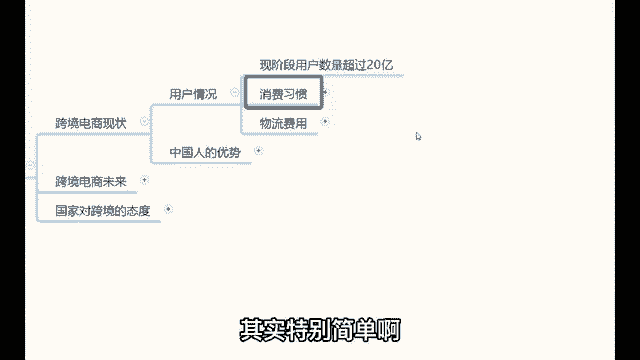 现阶段用户数量超过20亿
用户情况
消费习惯
跨境电商现状
物流费用
中国人的优势
跨境电商未来
国家对跨境的态度
其实特别简单啊